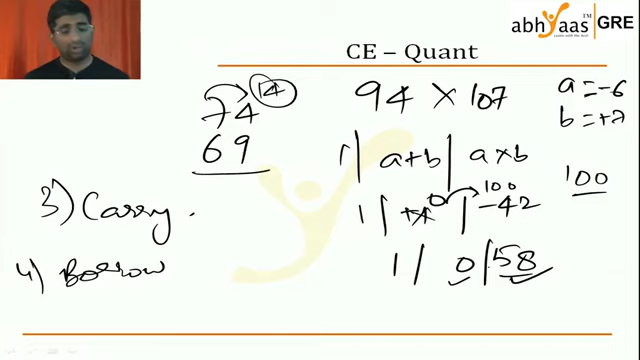 abhyaas™ GRE
Learn with the best
CE – Quant
14
74
69
94 × 107
a = -6
b = +7
1 | a+b | a×b
100
3) Carry
1 | +1 0 | 100 -42
4) Borrow
1 | 0 | 58